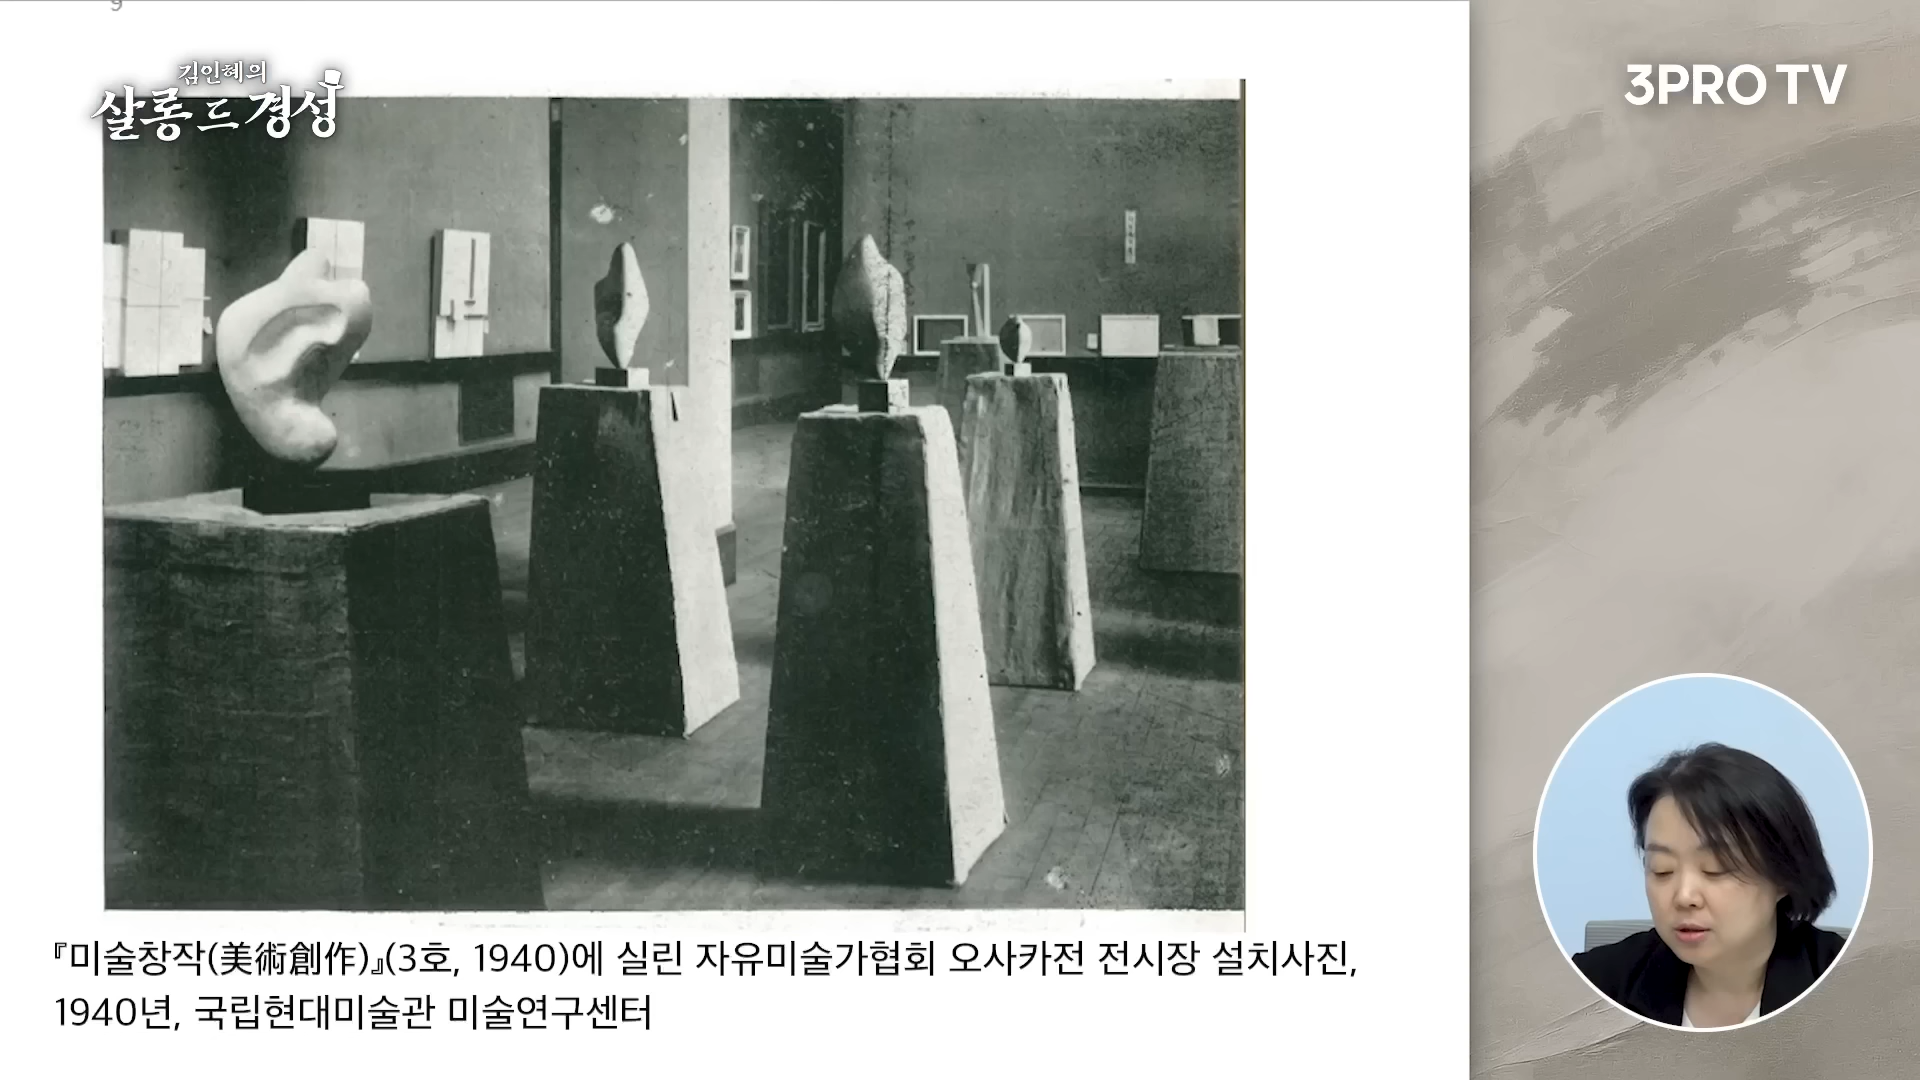 9
김인혜의
살롱 드 경성
3PRO TV
『미술창작(美術創作)』(3호, 1940)에 실린 자유미술가협회 오사카전 전시장 설치사진,
1940년, 국립현대미술관 미술연구센터